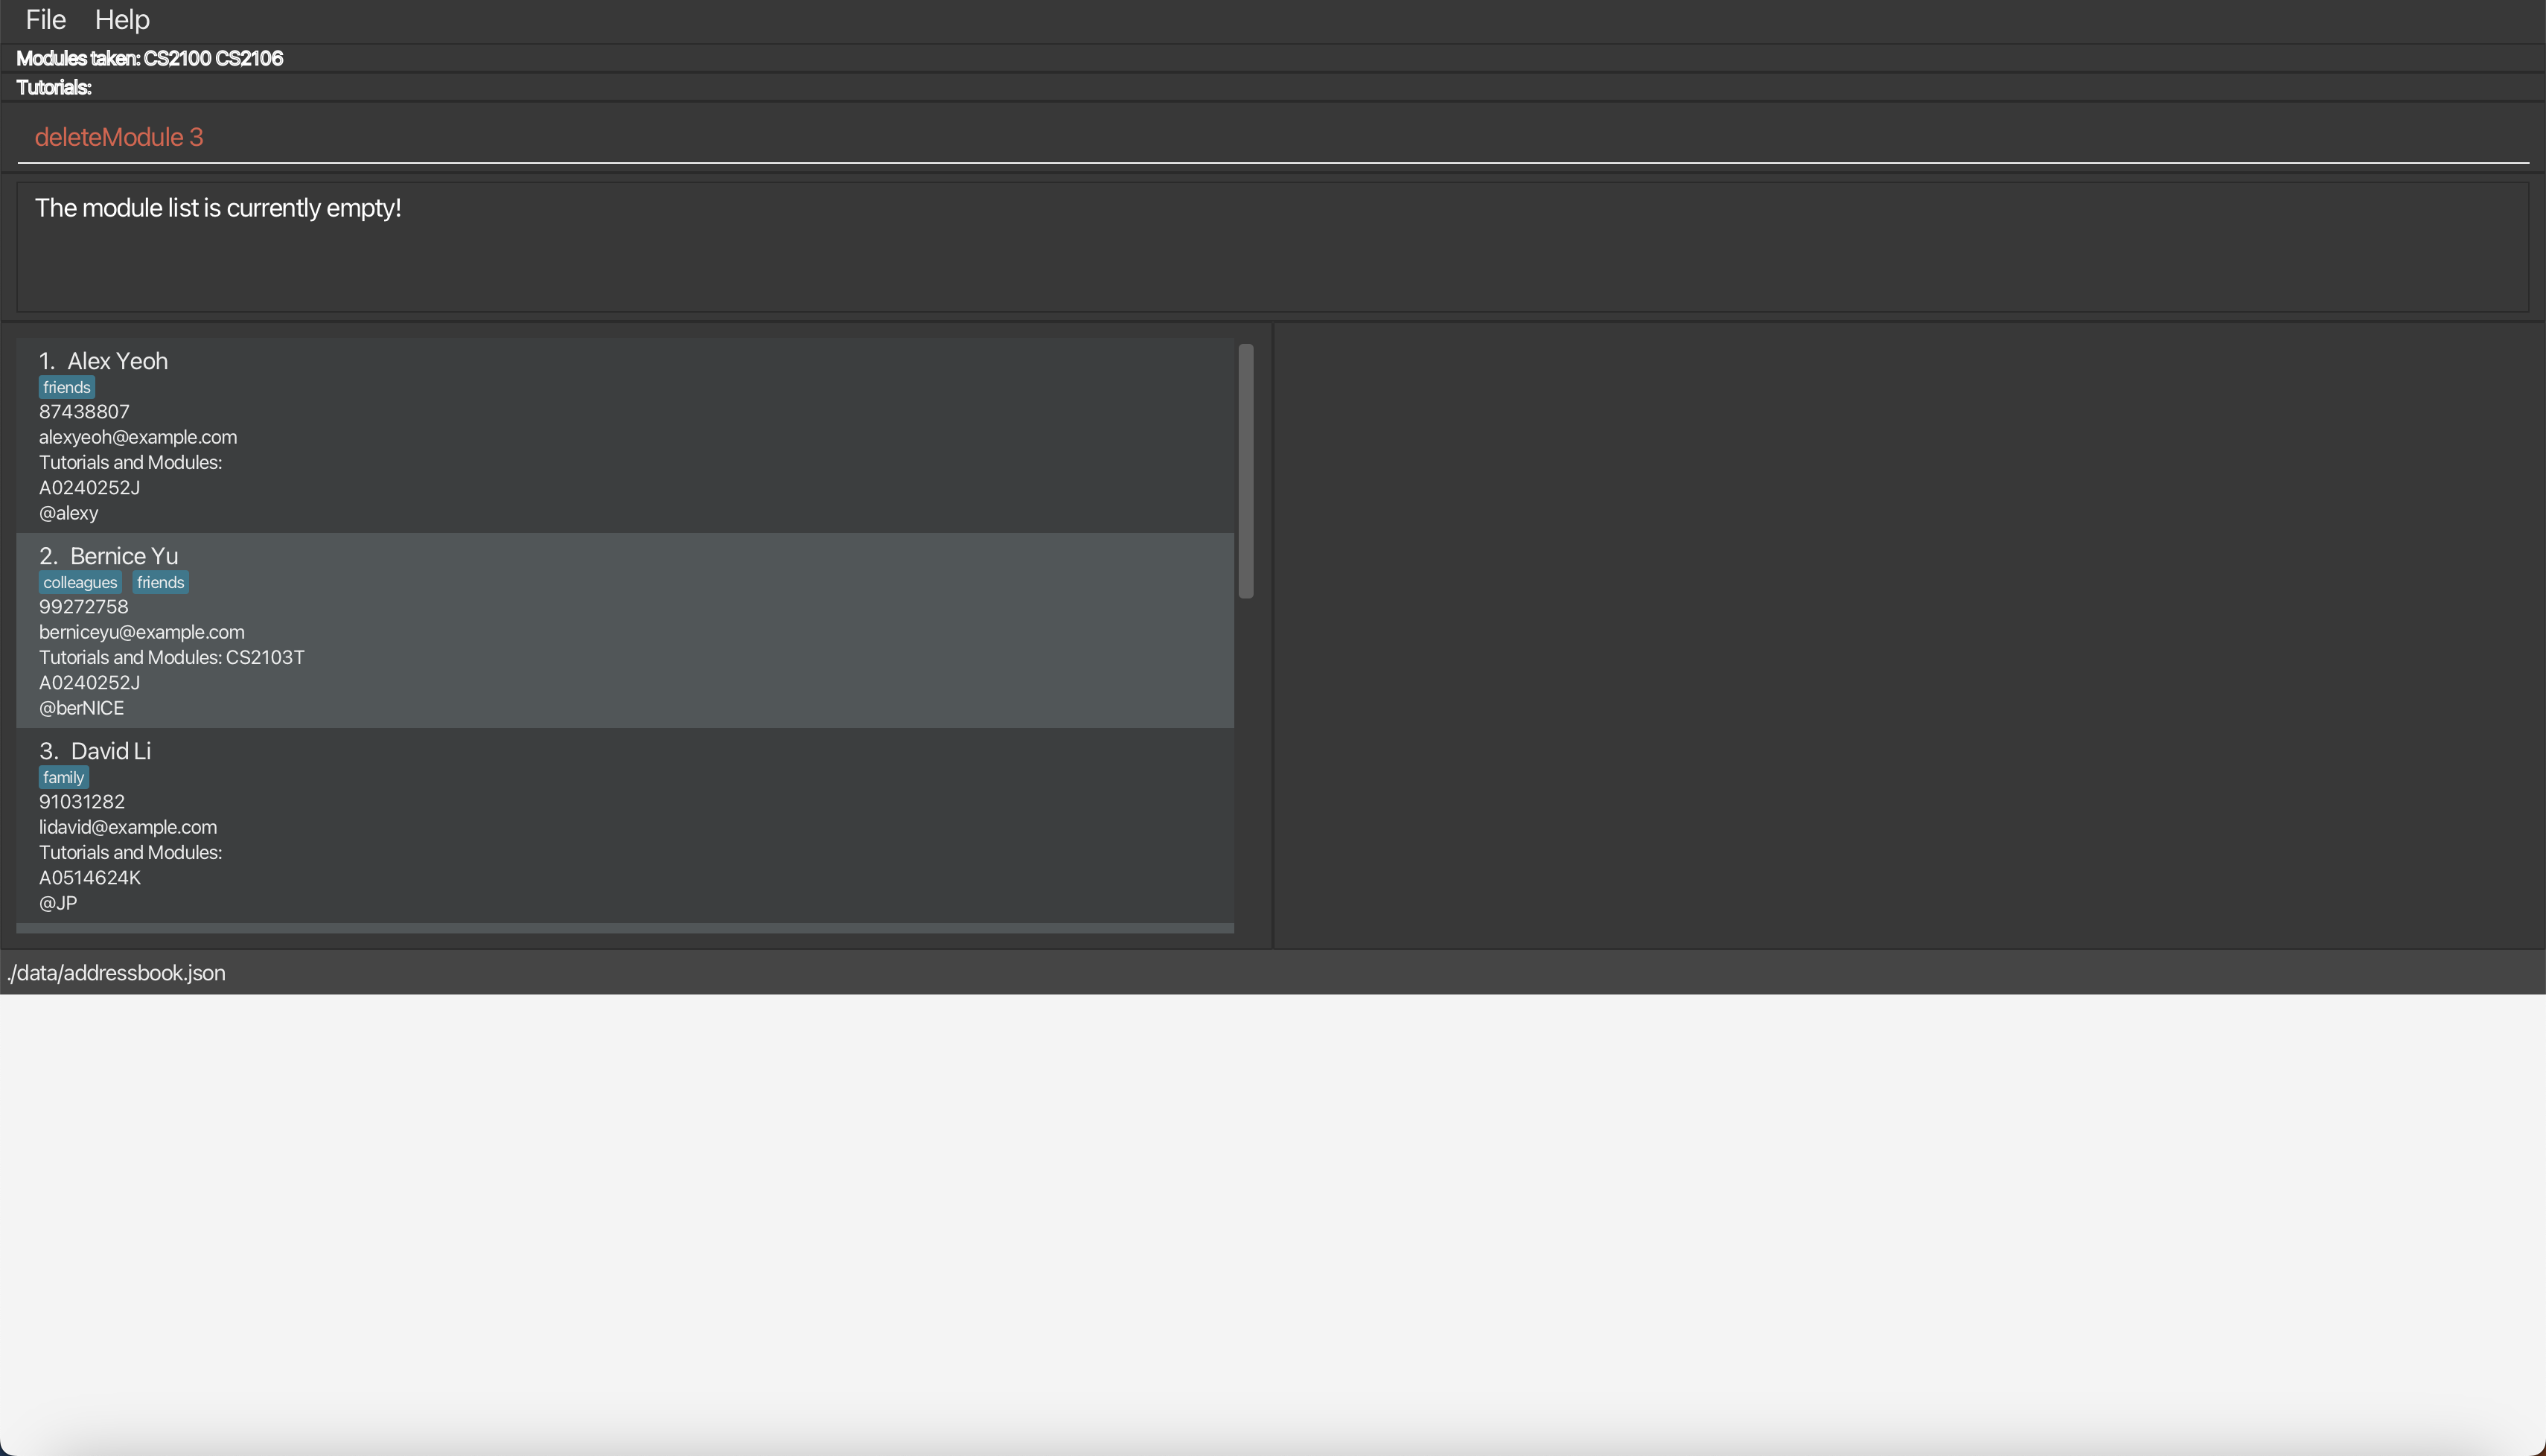 File Help
Modules taken: CS2100 CS2106
Tutorials:
deleteModule 3
The module list is currently empty!
1. Alex Yeoh
friends
87438807
alexyeoh@example.com
Tutorials and Modules:
A0240252J
@alexy
2. Bernice Yu
colleagues friends
99272758
berniceyu@example.com
Tutorials and Modules: CS2103T
A0240252J
@berNICE
3. David Li
family
91031282
lidavid@example.com
Tutorials and Modules:
A0514624K
@JP
./data/addressbook.json